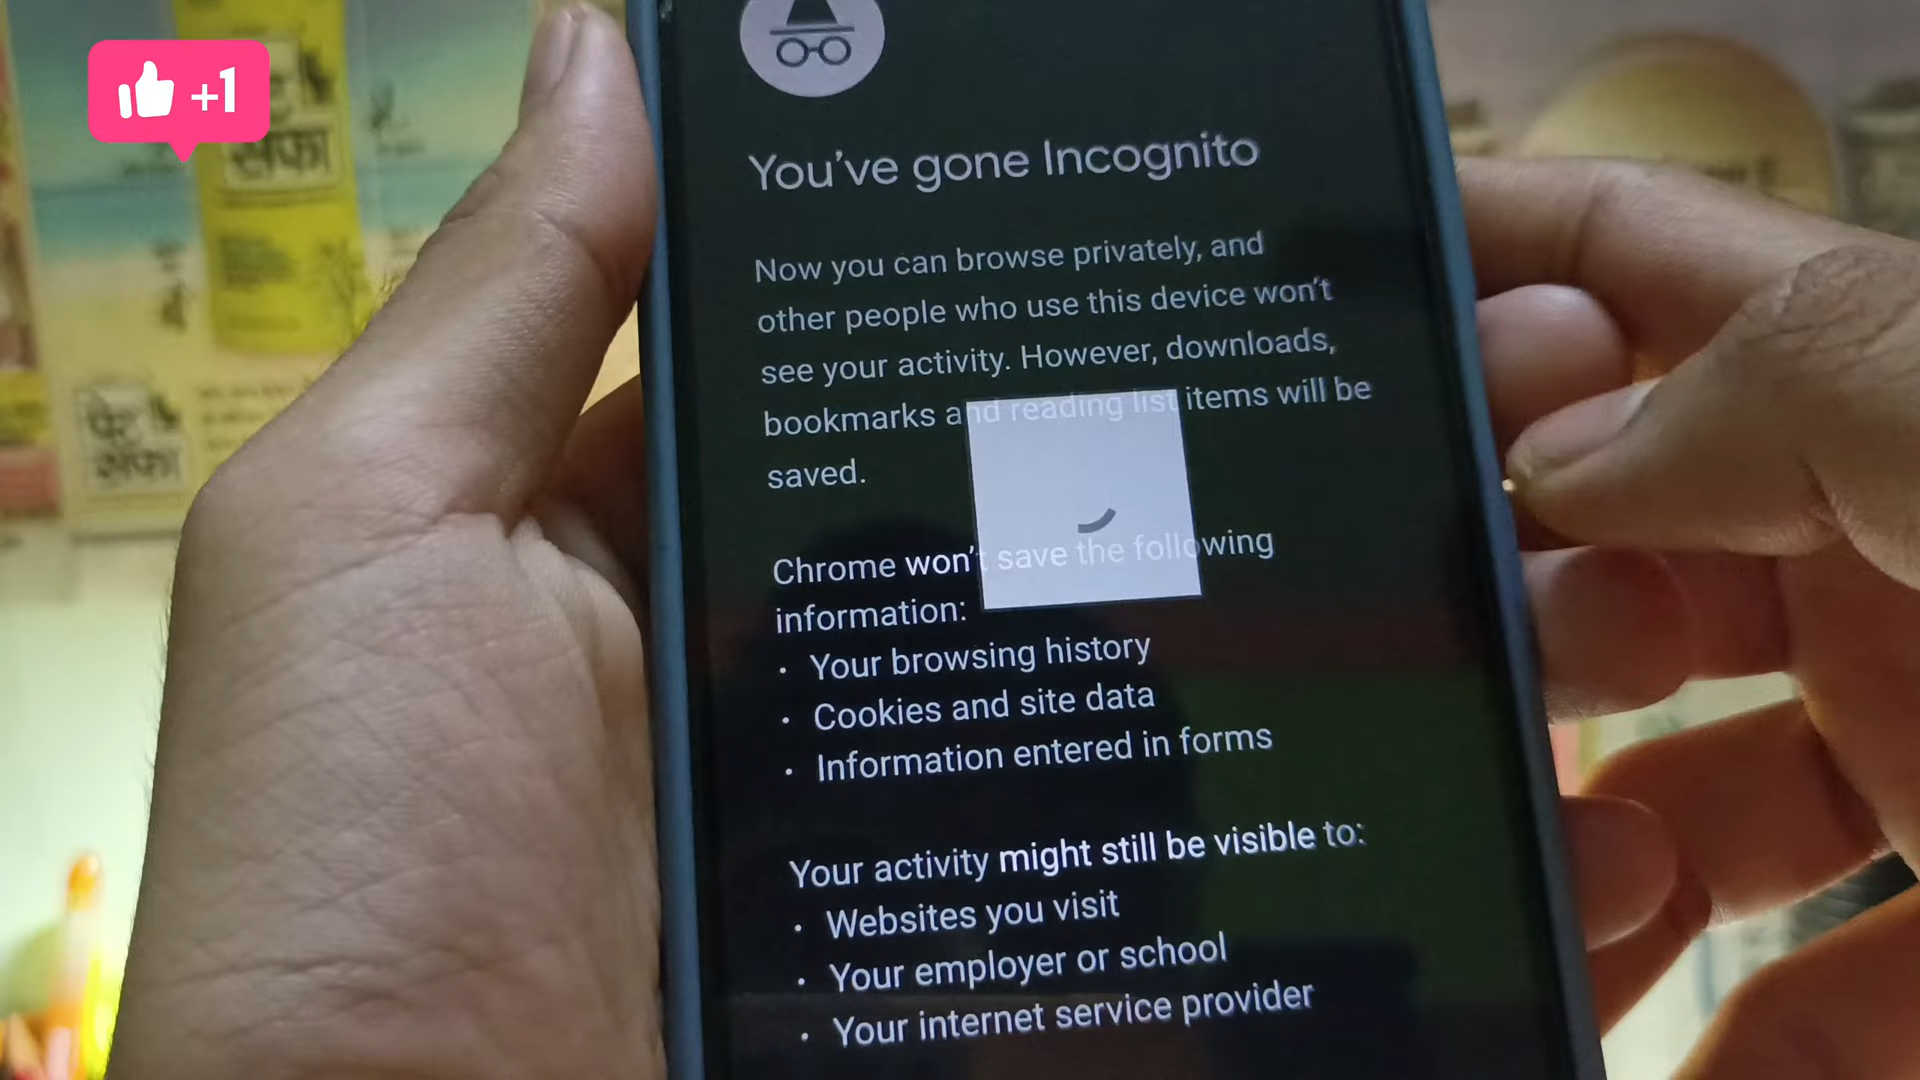 +1
सफा
पेट
सफा
You've gone Incognito
Now you can browse privately, and
other people who use this device won't
see your activity. However, downloads,
bookmarks and reading list items will be
saved.
Chrome won't save the following
information:
· Your browsing history
· Cookies and site data
· Information entered in forms
Your activity might still be visible to:
· Websites you visit
· Your employer or school
· Your internet service provider